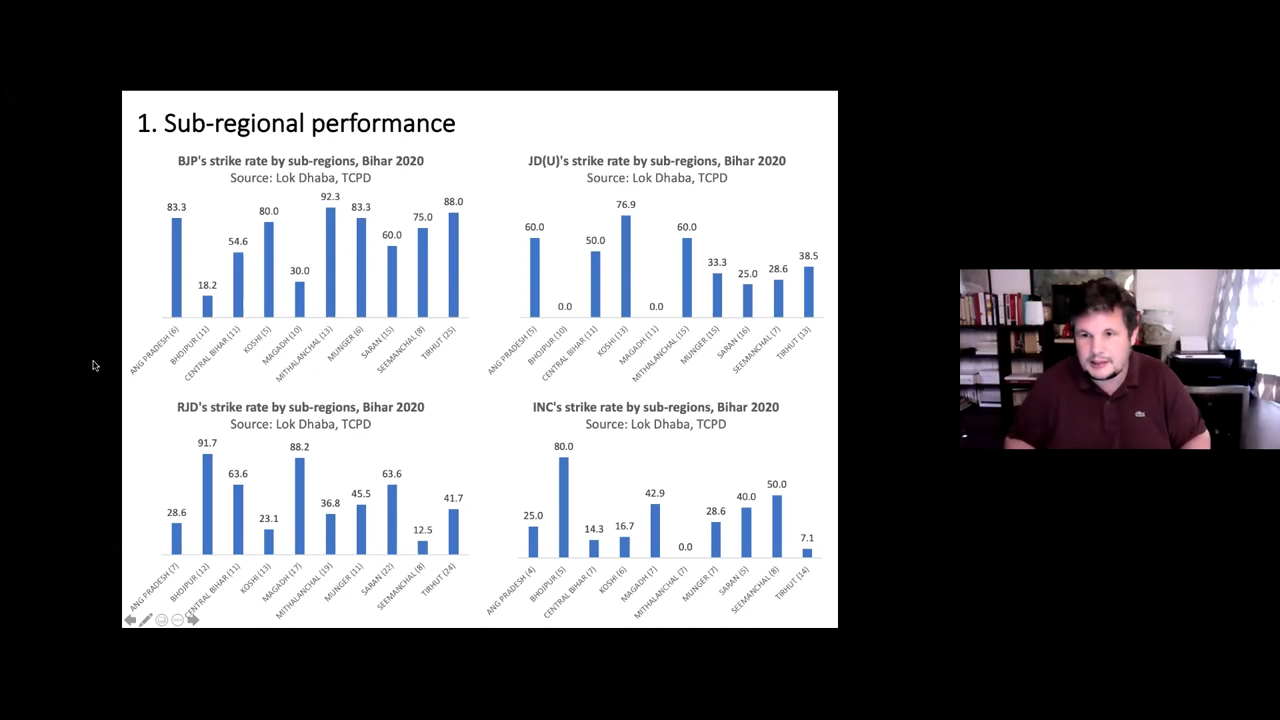 1. Sub-regional performance
BJP's strike rate by sub-regions, Bihar 2020
Source: Lok Dhaba, TCPD
83.3
18.2
54.6
80.0
30.0
92.3
83.3
60.0
75.0
88.0
ANG PRADESH (6)
BHOJPUR (11)
CENTRAL BIHAR (11)
KOSHI (5)
MAGADH (10)
MITHALANCHAL (13)
MUNGER (6)
SARAN (15)
SEEMANCHAL (8)
TIRHUT (25)
JD(U)'s strike rate by sub-regions, Bihar 2020
Source: Lok Dhaba, TCPD
60.0
0.0
50.0
76.9
0.0
60.0
33.3
25.0
28.6
38.5
ANG PRADESH (5)
BHOJPUR (10)
CENTRAL BIHAR (11)
KOSHI (13)
MAGADH (11)
MITHALANCHAL (15)
MUNGER (15)
SARAN (16)
SEEMANCHAL (7)
TIRHUT (13)
RJD's strike rate by sub-regions, Bihar 2020
Source: Lok Dhaba, TCPD
28.6
91.7
63.6
23.1
88.2
36.8
45.5
63.6
12.5
41.7
ANG PRADESH (7)
BHOJPUR (12)
CENTRAL BIHAR (11)
KOSHI (13)
MAGADH (17)
MITHALANCHAL (19)
MUNGER (11)
SARAN (22)
SEEMANCHAL (8)
TIRHUT (24)
INC's strike rate by sub-regions, Bihar 2020
Source: Lok Dhaba, TCPD
25.0
80.0
14.3
16.7
42.9
0.0
28.6
40.0
50.0
7.1
ANG PRADESH (4)
BHOJPUR (5)
CENTRAL BIHAR (7)
KOSHI (6)
MAGADH (7)
MITHALANCHAL (7)
MUNGER (7)
SARAN (5)
SEEMANCHAL (8)
TIRHUT (14)